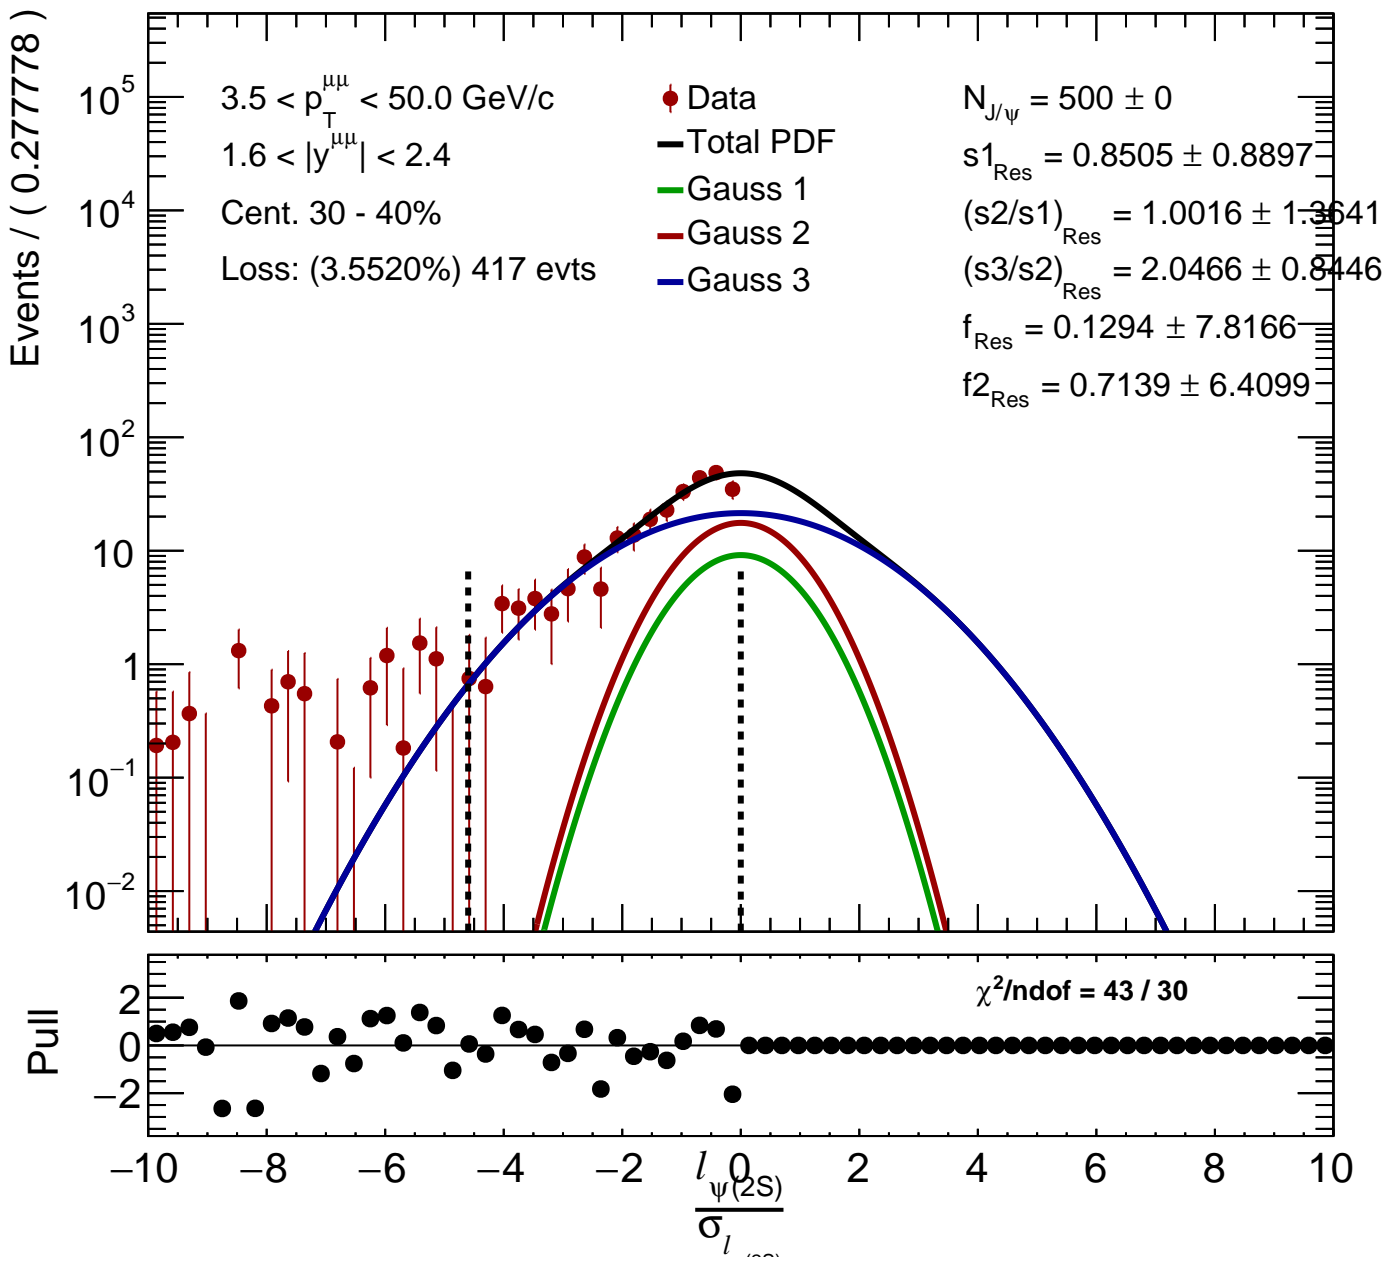 Events / ( 0.277778 )
10^5
10^4
10^3
10^2
10
1
10^−1
10^−2
3.5 < p_T^μμ < 50.0 GeV/c
1.6 < |y^μμ| < 2.4
Cent. 30 - 40%
Loss: (3.5520%) 417 evts
Data
Total PDF
Gauss 1
Gauss 2
Gauss 3
N_J/ψ = 500 ± 0
s1_Res = 0.8505 ± 0.8897
(s2/s1)_Res = 1.0016 ± 1.3641
(s3/s2)_Res = 2.0466 ± 0.8446
f_Res = 0.1294 ± 7.8166
f2_Res = 0.7139 ± 6.4099
Pull
2
0
−2
χ²/ndof = 43 / 30
−10 −8 −6 −4 −2 0 2 4 6 8 10
l_ψ(2S)
σ_l